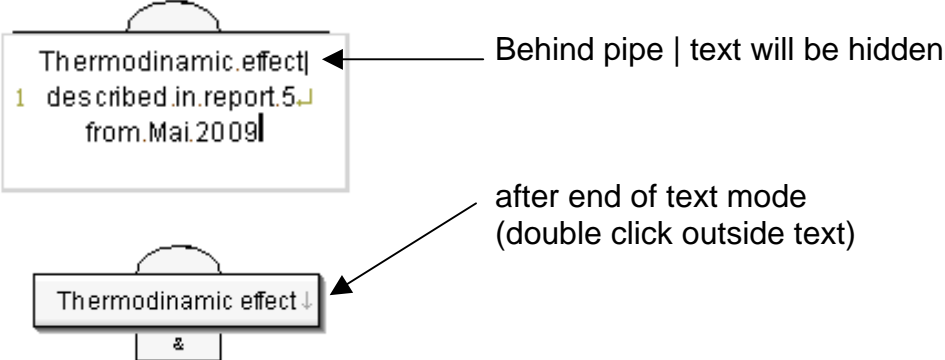 Thermodinamic.effect|
1 described.in.report.5↵
from.Mai.2009
Behind pipe | text will be hidden
after end of text mode
(double click outside text)
Thermodinamic effect↓
&